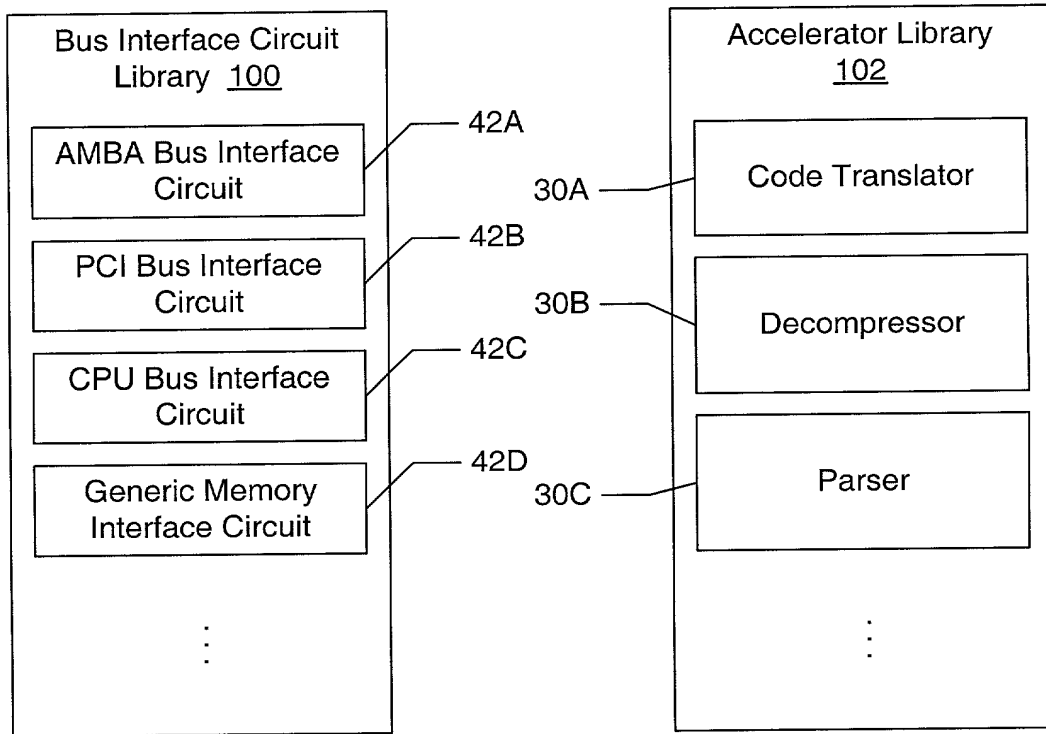 Bus Interface Circuit
Library 100
AMBA Bus Interface
Circuit
42A
PCI Bus Interface
Circuit
42B
CPU Bus Interface
Circuit
42C
Generic Memory
Interface Circuit
42D
⋮
Accelerator Library
102
30A
Code Translator
30B
Decompressor
30C
Parser
⋮